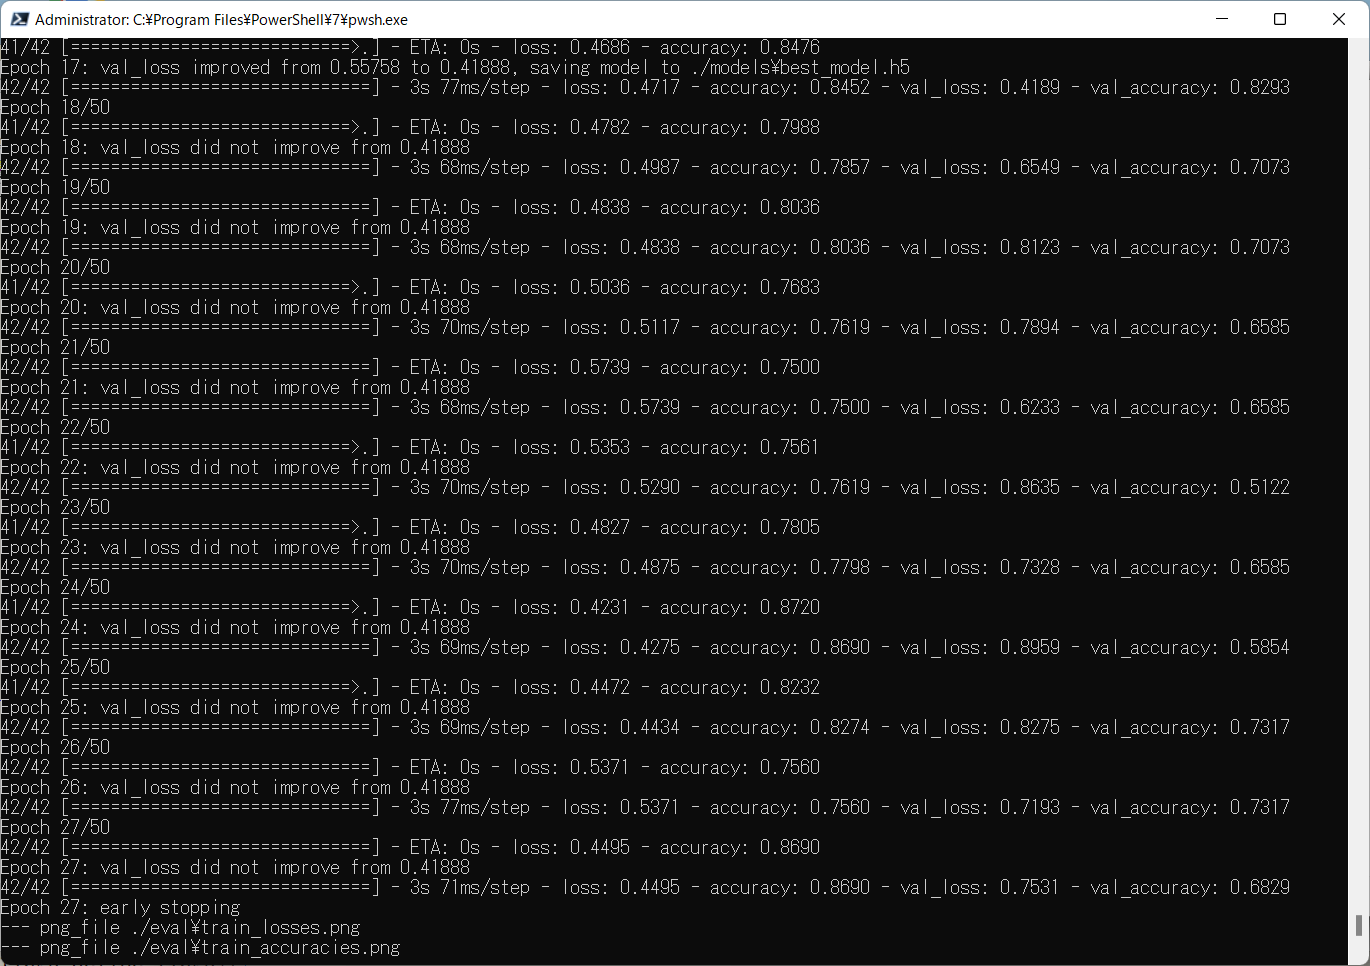 Administrator: C:¥Program Files¥PowerShell¥7¥pwsh.exe
41/42 [============================>.] - ETA: 0s - loss: 0.4686 - accuracy: 0.8476
Epoch 17: val_loss improved from 0.55758 to 0.41888, saving model to ./models¥best_model.h5
42/42 [==============================] - 3s 77ms/step - loss: 0.4717 - accuracy: 0.8452 - val_loss: 0.4189 - val_accuracy: 0.8293
Epoch 18/50
41/42 [============================>.] - ETA: 0s - loss: 0.4782 - accuracy: 0.7988
Epoch 18: val_loss did not improve from 0.41888
42/42 [==============================] - 3s 68ms/step - loss: 0.4987 - accuracy: 0.7857 - val_loss: 0.6549 - val_accuracy: 0.7073
Epoch 19/50
42/42 [==============================] - ETA: 0s - loss: 0.4838 - accuracy: 0.8036
Epoch 19: val_loss did not improve from 0.41888
42/42 [==============================] - 3s 68ms/step - loss: 0.4838 - accuracy: 0.8036 - val_loss: 0.8123 - val_accuracy: 0.7073
Epoch 20/50
41/42 [============================>.] - ETA: 0s - loss: 0.5036 - accuracy: 0.7683
Epoch 20: val_loss did not improve from 0.41888
42/42 [==============================] - 3s 70ms/step - loss: 0.5117 - accuracy: 0.7619 - val_loss: 0.7894 - val_accuracy: 0.6585
Epoch 21/50
42/42 [==============================] - ETA: 0s - loss: 0.5739 - accuracy: 0.7500
Epoch 21: val_loss did not improve from 0.41888
42/42 [==============================] - 3s 68ms/step - loss: 0.5739 - accuracy: 0.7500 - val_loss: 0.6233 - val_accuracy: 0.6585
Epoch 22/50
41/42 [============================>.] - ETA: 0s - loss: 0.5353 - accuracy: 0.7561
Epoch 22: val_loss did not improve from 0.41888
42/42 [==============================] - 3s 70ms/step - loss: 0.5290 - accuracy: 0.7619 - val_loss: 0.8635 - val_accuracy: 0.5122
Epoch 23/50
41/42 [============================>.] - ETA: 0s - loss: 0.4827 - accuracy: 0.7805
Epoch 23: val_loss did not improve from 0.41888
42/42 [==============================] - 3s 70ms/step - loss: 0.4875 - accuracy: 0.7798 - val_loss: 0.7328 - val_accuracy: 0.6585
Epoch 24/50
41/42 [============================>.] - ETA: 0s - loss: 0.4231 - accuracy: 0.8720
Epoch 24: val_loss did not improve from 0.41888
42/42 [==============================] - 3s 69ms/step - loss: 0.4275 - accuracy: 0.8690 - val_loss: 0.8959 - val_accuracy: 0.5854
Epoch 25/50
41/42 [============================>.] - ETA: 0s - loss: 0.4472 - accuracy: 0.8232
Epoch 25: val_loss did not improve from 0.41888
42/42 [==============================] - 3s 69ms/step - loss: 0.4434 - accuracy: 0.8274 - val_loss: 0.8275 - val_accuracy: 0.7317
Epoch 26/50
42/42 [==============================] - ETA: 0s - loss: 0.5371 - accuracy: 0.7560
Epoch 26: val_loss did not improve from 0.41888
42/42 [==============================] - 3s 77ms/step - loss: 0.5371 - accuracy: 0.7560 - val_loss: 0.7193 - val_accuracy: 0.7317
Epoch 27/50
42/42 [==============================] - ETA: 0s - loss: 0.4495 - accuracy: 0.8690
Epoch 27: val_loss did not improve from 0.41888
42/42 [==============================] - 3s 71ms/step - loss: 0.4495 - accuracy: 0.8690 - val_loss: 0.7531 - val_accuracy: 0.6829
Epoch 27: early stopping
--- png_file ./eval¥train_losses.png
--- png_file ./eval¥train_accuracies.png